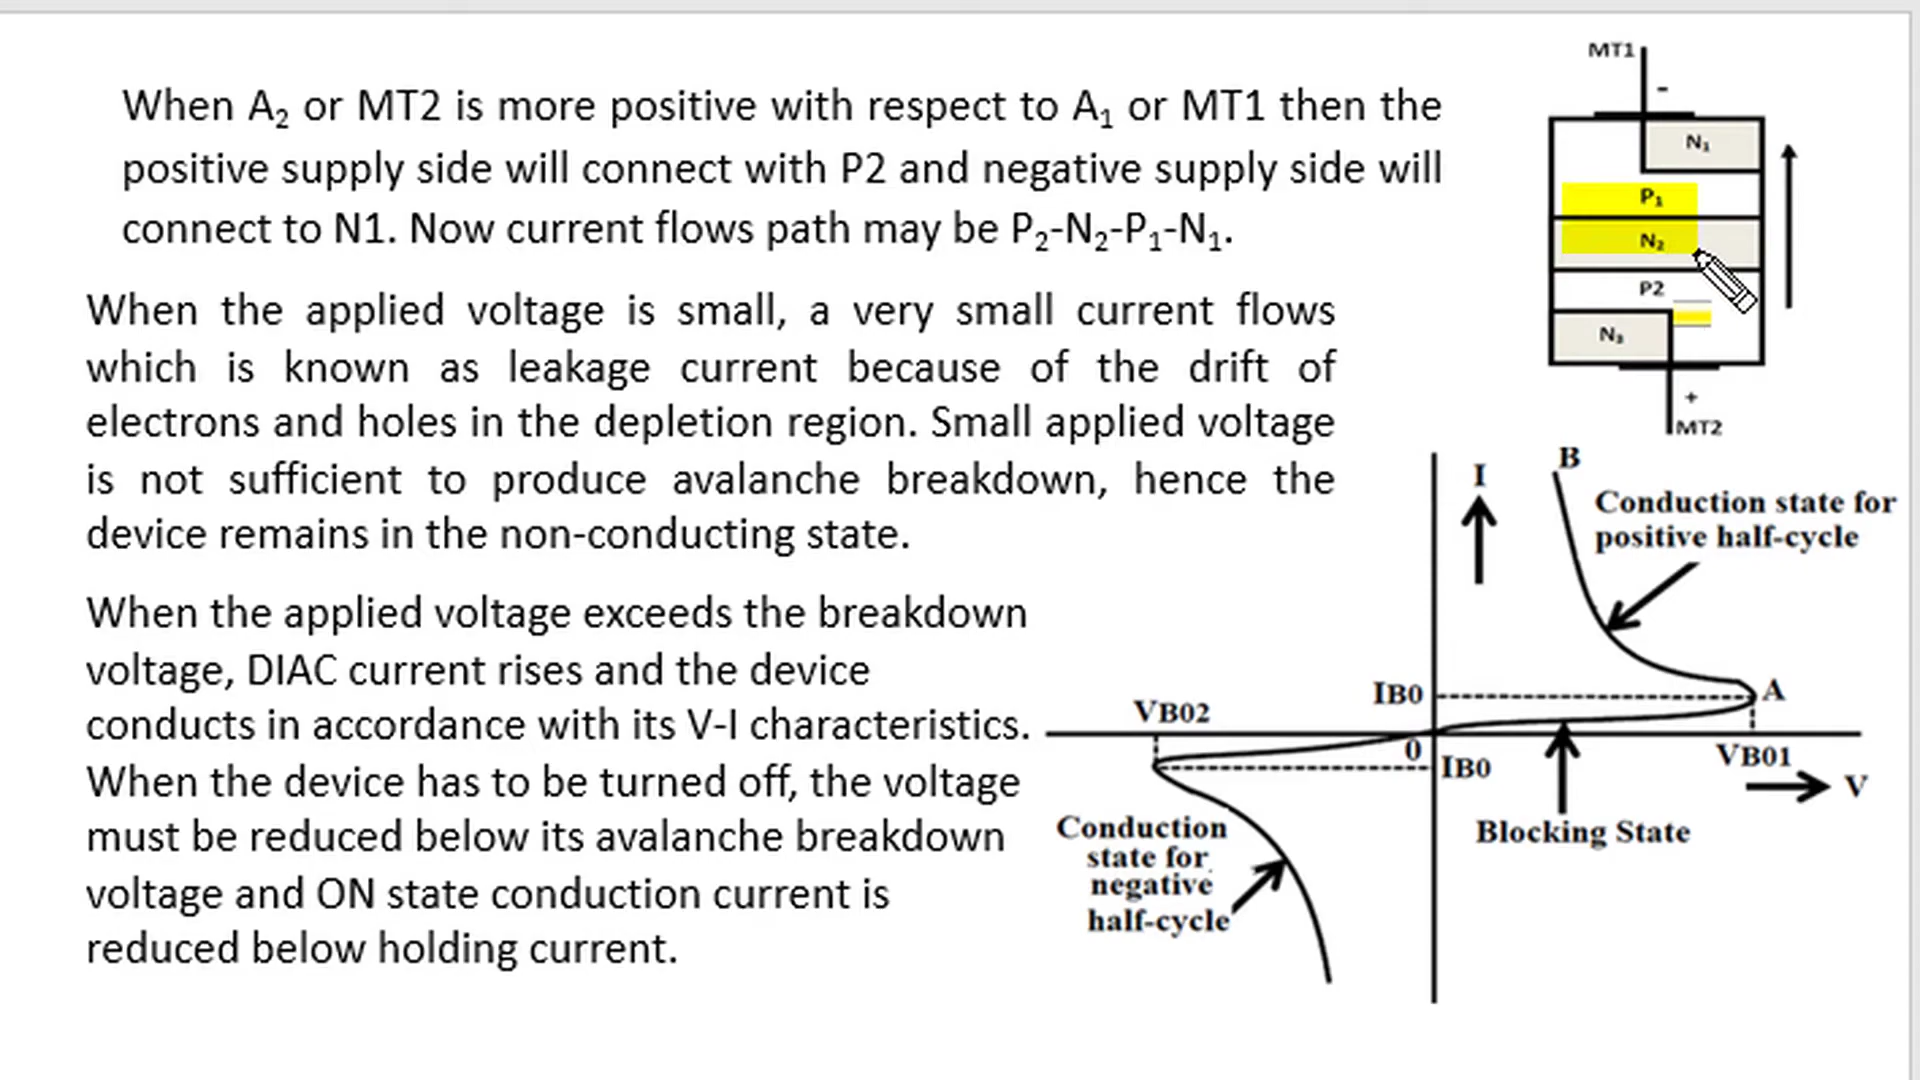 When A₂ or MT2 is more positive with respect to A₁ or MT1 then the
positive supply side will connect with P2 and negative supply side will
connect to N1. Now current flows path may be P₂-N₂-P₁-N₁.
When the applied voltage is small, a very small current flows
which is known as leakage current because of the drift of
electrons and holes in the depletion region. Small applied voltage
is not sufficient to produce avalanche breakdown, hence the
device remains in the non-conducting state.
When the applied voltage exceeds the breakdown
voltage, DIAC current rises and the device
conducts in accordance with its V-I characteristics.
When the device has to be turned off, the voltage
must be reduced below its avalanche breakdown
voltage and ON state conduction current is
reduced below holding current.
MT1
-
N₁
P₁
N₂
P2
N₃
+
MT2
I
B
Conduction state for
positive half-cycle
IB0
A
VB02
0
IB0
VB01
V
Blocking State
Conduction
state for
negative
half-cycle